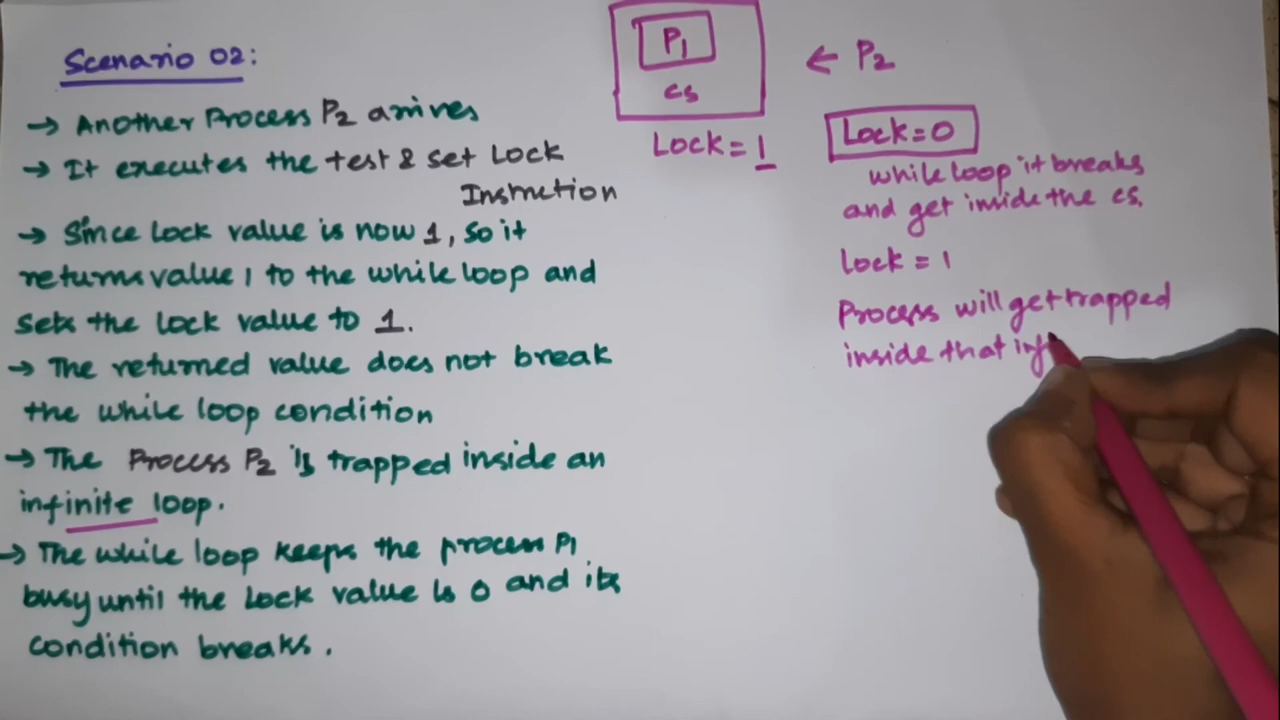 Scenario 02:
→ Another Process P2 arrives
→ It executes the test & set Lock
Instruction
→ Since lock value is now 1, so it
returns value 1 to the while loop and
sets the lock value to 1.
→ The returned value does not break
the while loop condition
→ The Process P2 is trapped inside an
infinite loop.
→ The while loop keeps the process P1
busy until the Lock value is 0 and its
condition breaks.
P1
CS
Lock = 1
← P2
Lock = 0
while loop it breaks
and get inside the cs.
lock = 1
Process will get trapped
inside that inf